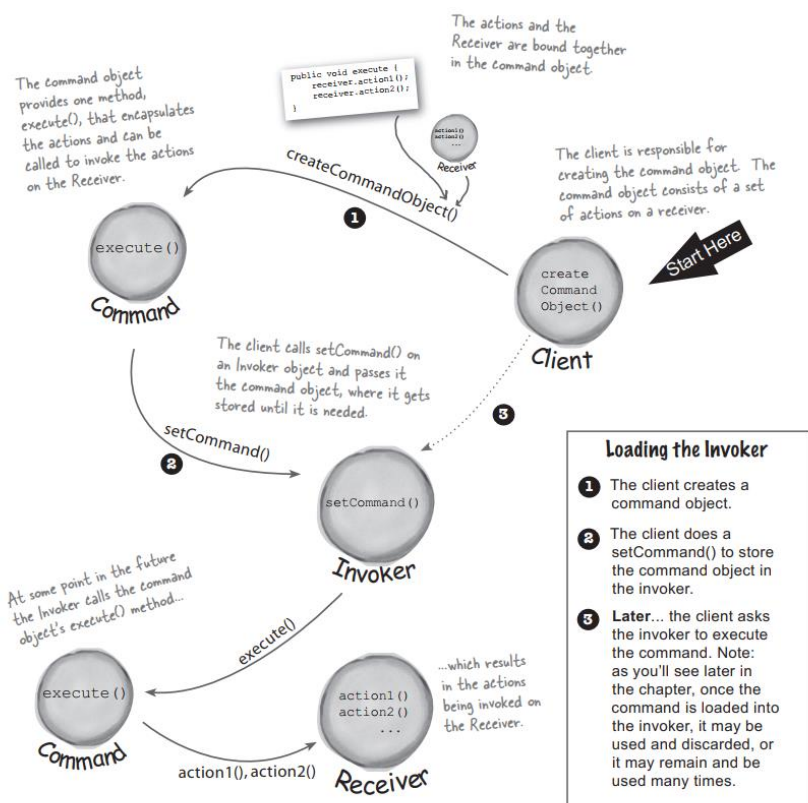 The actions and the
Receiver are bound together
in the command object.
public void execute {
receiver.action1();
receiver.action2();
}
The command object
provides one method,
execute(), that encapsulates
the actions and can be
called to invoke the actions
on the Receiver.
action1()
action2()
...
Receiver
The client is responsible for
creating the command object. The
command object consists of a set
of actions on a receiver.
createCommandObject()
1
Start Here
execute()
Command
create
Command
Object()
Client
The client calls setCommand() on
an Invoker object and passes it
the command object, where it gets
stored until it is needed.
3
setCommand()
2
setCommand()
Invoker
Loading the Invoker
1 The client creates a
command object.
2 The client does a
setCommand() to store
the command object in
the invoker.
3 Later... the client asks
the invoker to execute
the command. Note:
as you'll see later in
the chapter, once the
command is loaded into
the invoker, it may be
used and discarded, or
it may remain and be
used many times.
At some point in the future
the Invoker calls the command
object's execute() method...
execute()
execute()
Command
...which results
in the actions
being invoked on
the Receiver.
action1()
action2()
...
action1(), action2()
Receiver